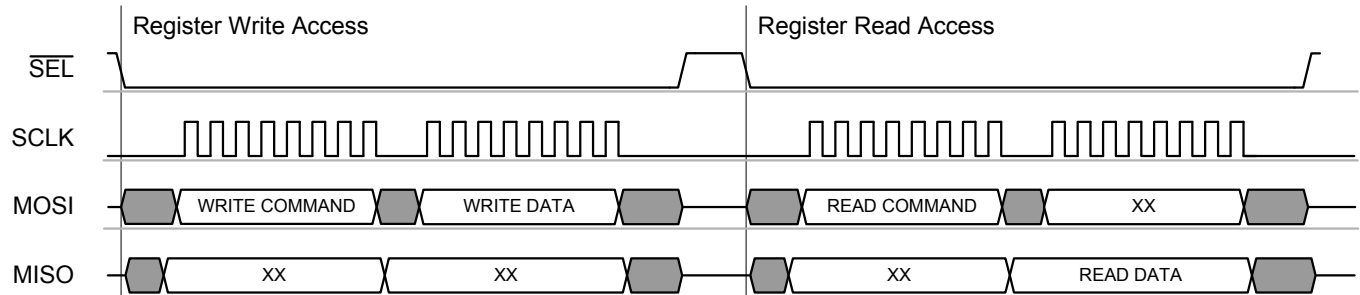 Register Write Access Register Read Access
SEL
SCLK
MOSI WRITE COMMAND WRITE DATA READ COMMAND XX
MISO XX XX XX READ DATA